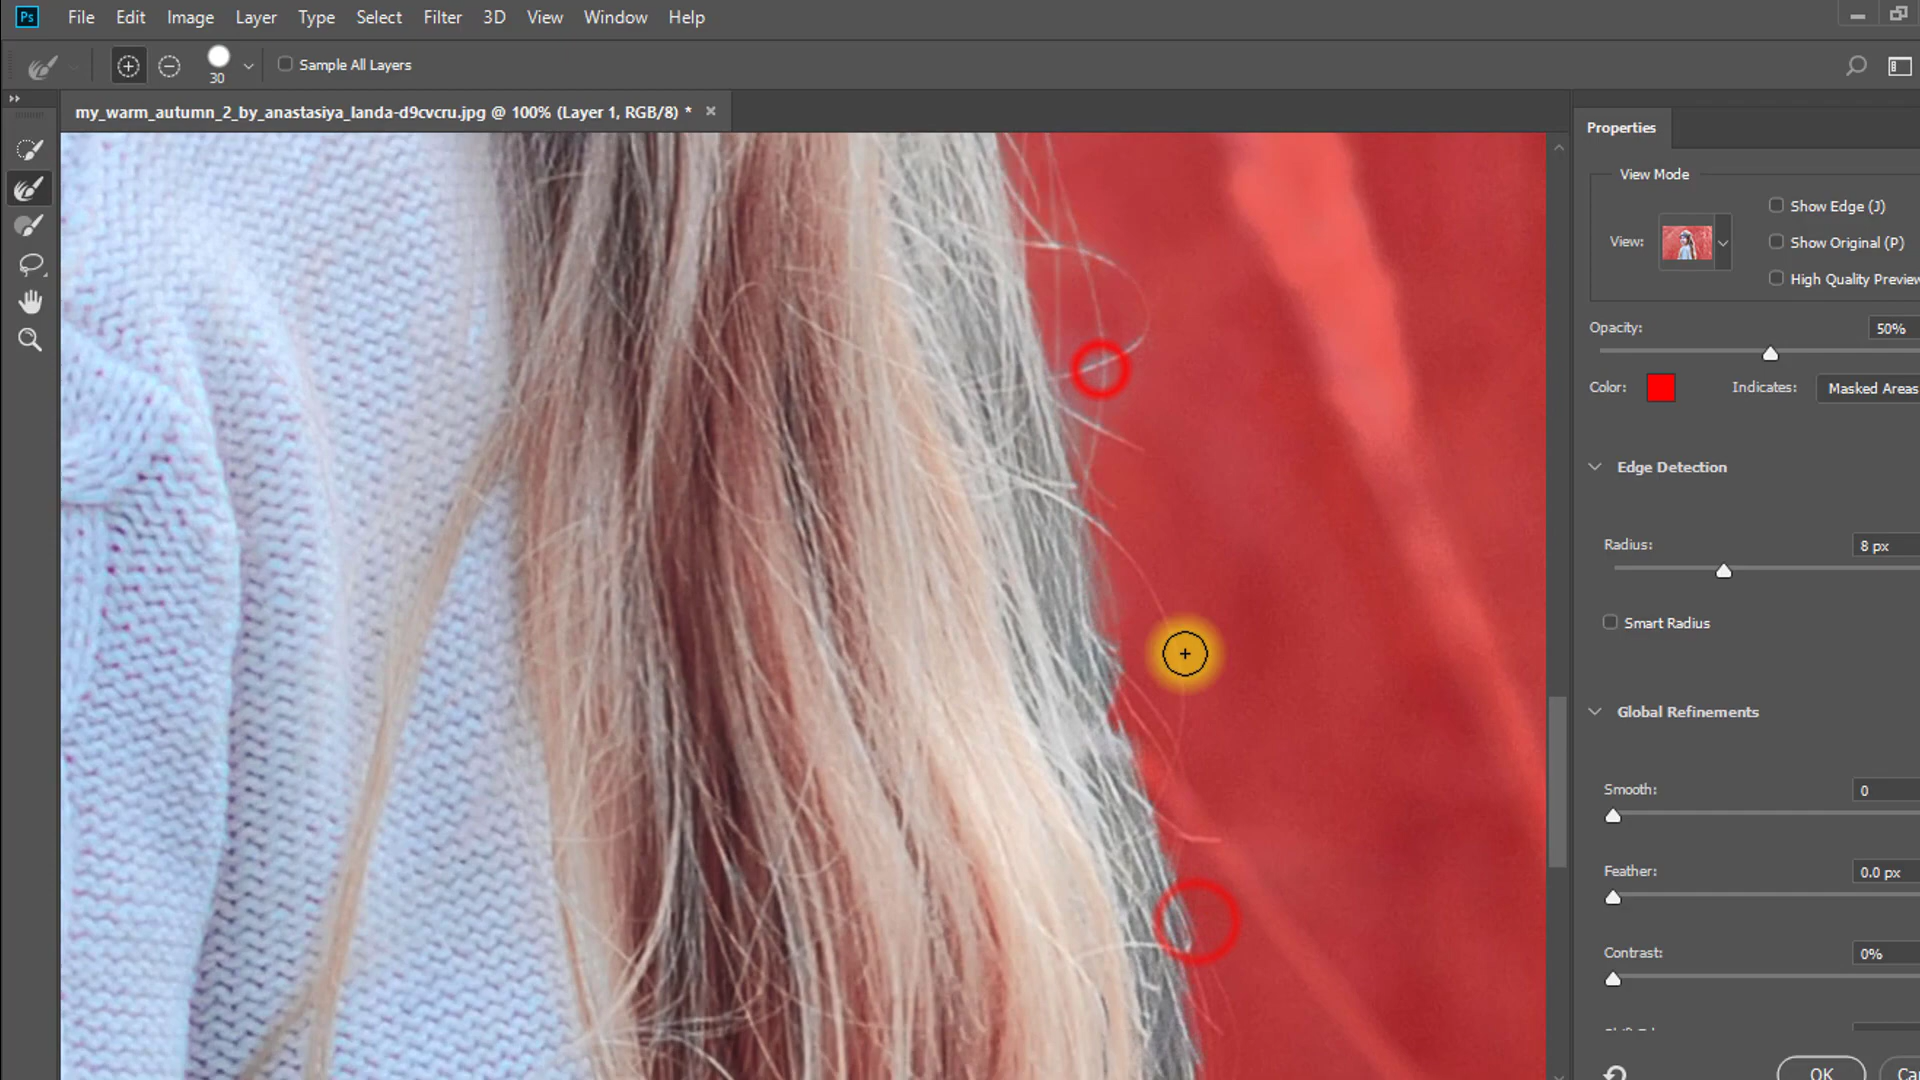 Ps File Edit Image Layer Type Select Filter 3D View Window Help
30 Sample All Layers
my_warm_autumn_2_by_anastasiya_landa-d9cvcru.jpg @ 100% (Layer 1, RGB/8) * ×
Properties
View Mode
Show Edge (J)
View:
Show Original (P)
High Quality Preview
Opacity: 50%
Color: Indicates: Masked Areas
Edge Detection
Radius: 8 px
Smart Radius
Global Refinements
Smooth: 0
Feather: 0.0 px
Contrast: 0%
OK